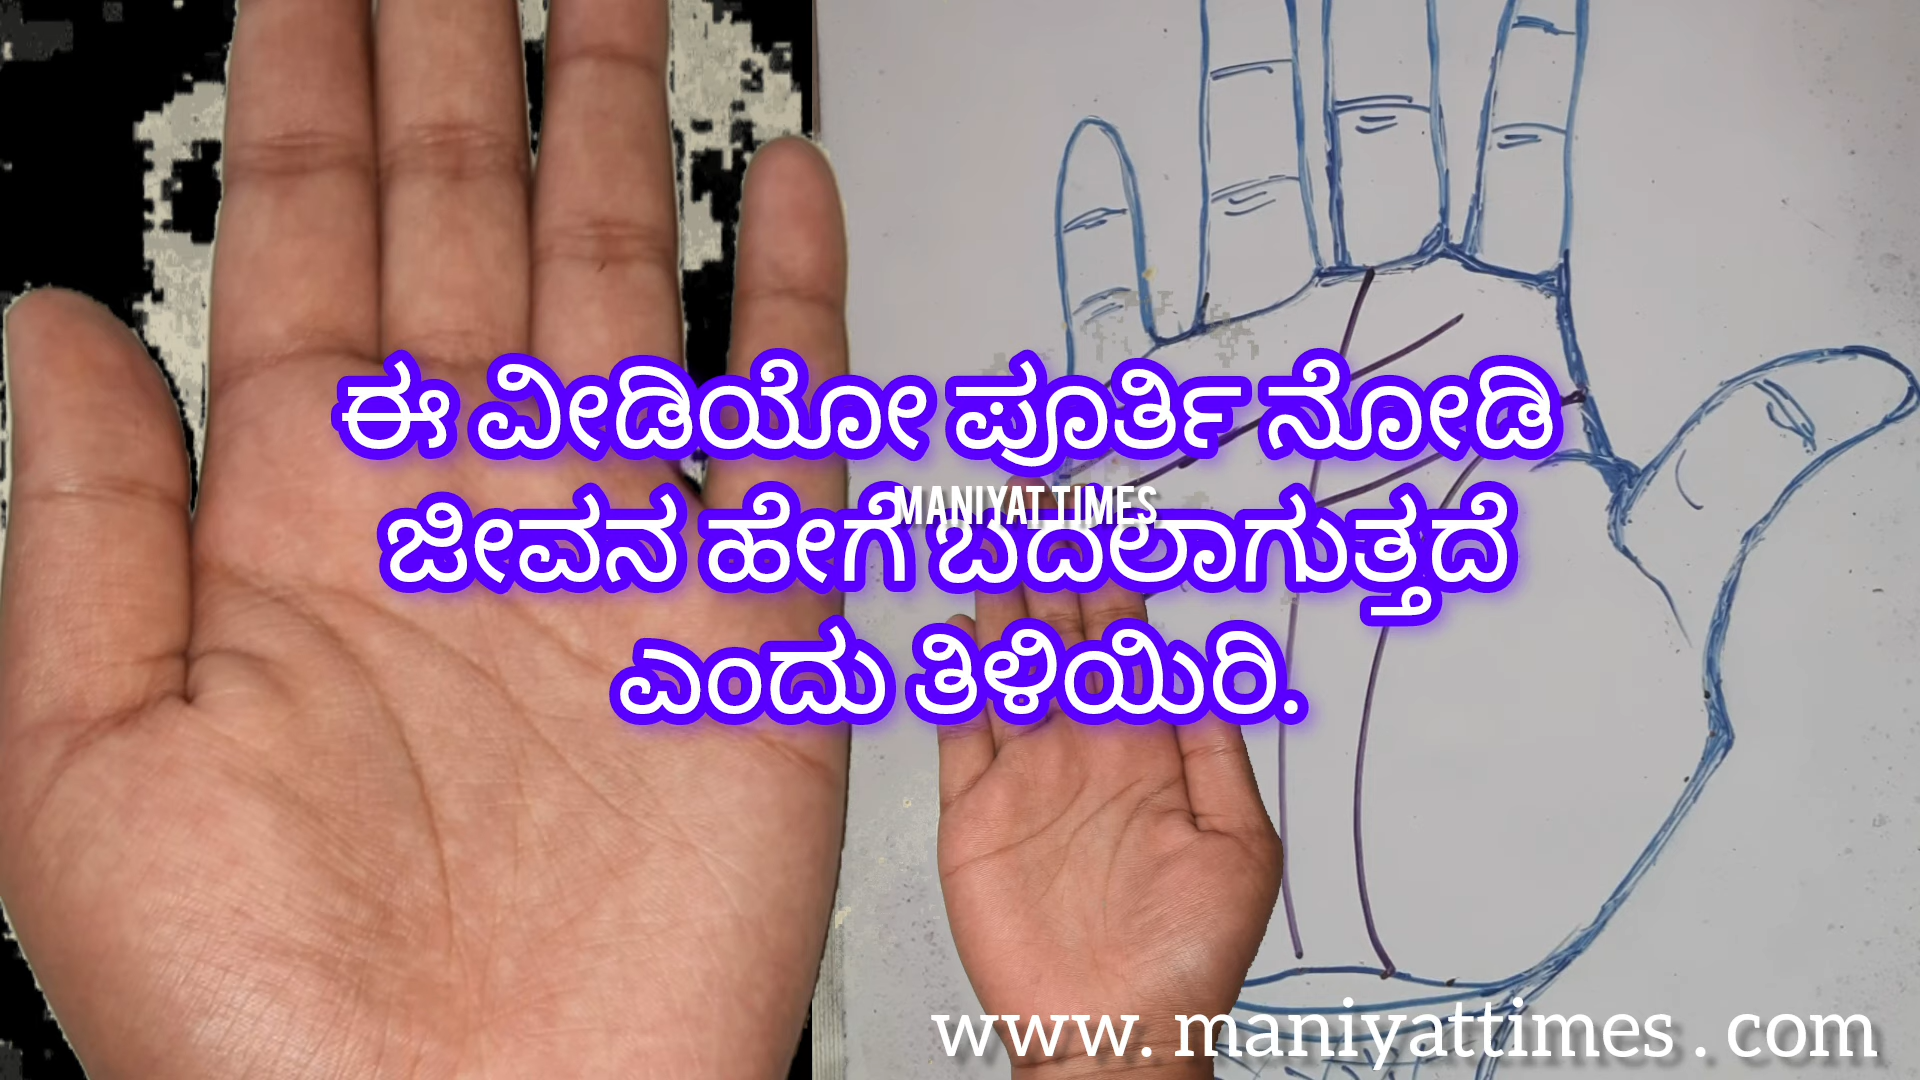 ಈ ವೀಡಿಯೋ ಪೂರ್ತಿ ನೋಡಿ
MANIYAT TIMES
ಜೀವನ ಹೇಗೆ ಬದಲಾಗುತ್ತದೆ
ಎಂದು ತಿಳಿಯಿರಿ.
www. maniyattimes . com